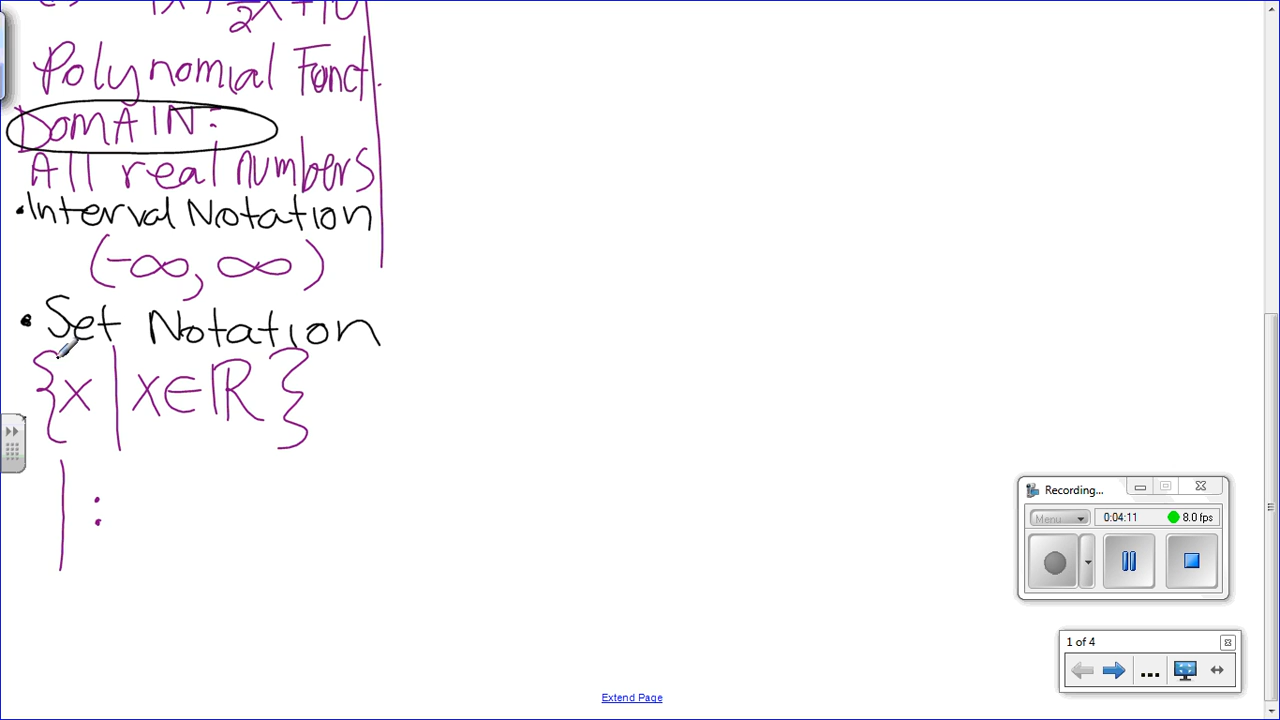 Polynomial Funct.
DOMAIN:
All real numbers
•Interval Notation
(-∞, ∞)
• Set Notation
{x | x∈ℝ}
| :
Recording...
Menu
0:04:11
8.0 fps
1 of 4
...
Extend Page